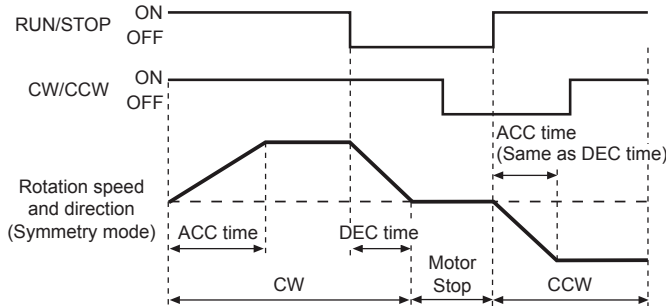 RUN/STOP
ON
OFF
CW/CCW
ON
OFF
ACC time
(Same as DEC time)
Rotation speed
and direction
(Symmetry mode)
ACC time
DEC time
CW
Motor
Stop
CCW